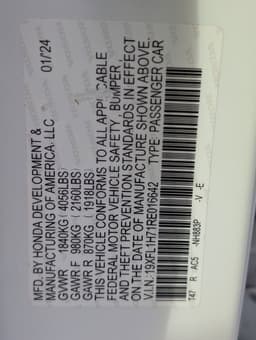 MFD. BY HONDA DEVELOPMENT &
MANUFACTURING OF AMERICA, LLC 01/'24
GVWR 1840KG (4056LBS)
GAWR F 980KG (2160LBS)
GAWR R 870KG (1918LBS)
THIS VEHICLE CONFORMS TO ALL APPLICABLE
FEDERAL MOTOR VEHICLE SAFETY, BUMPER,
AND THEFT PREVENTION STANDARDS IN EFFECT
ON THE DATE OF MANUFACTURE SHOWN ABOVE.
V.I.N.: 19XFL1H71RE016642 TYPE: PASSENGER CAR
T47 R AC5 -NH883P -V -E